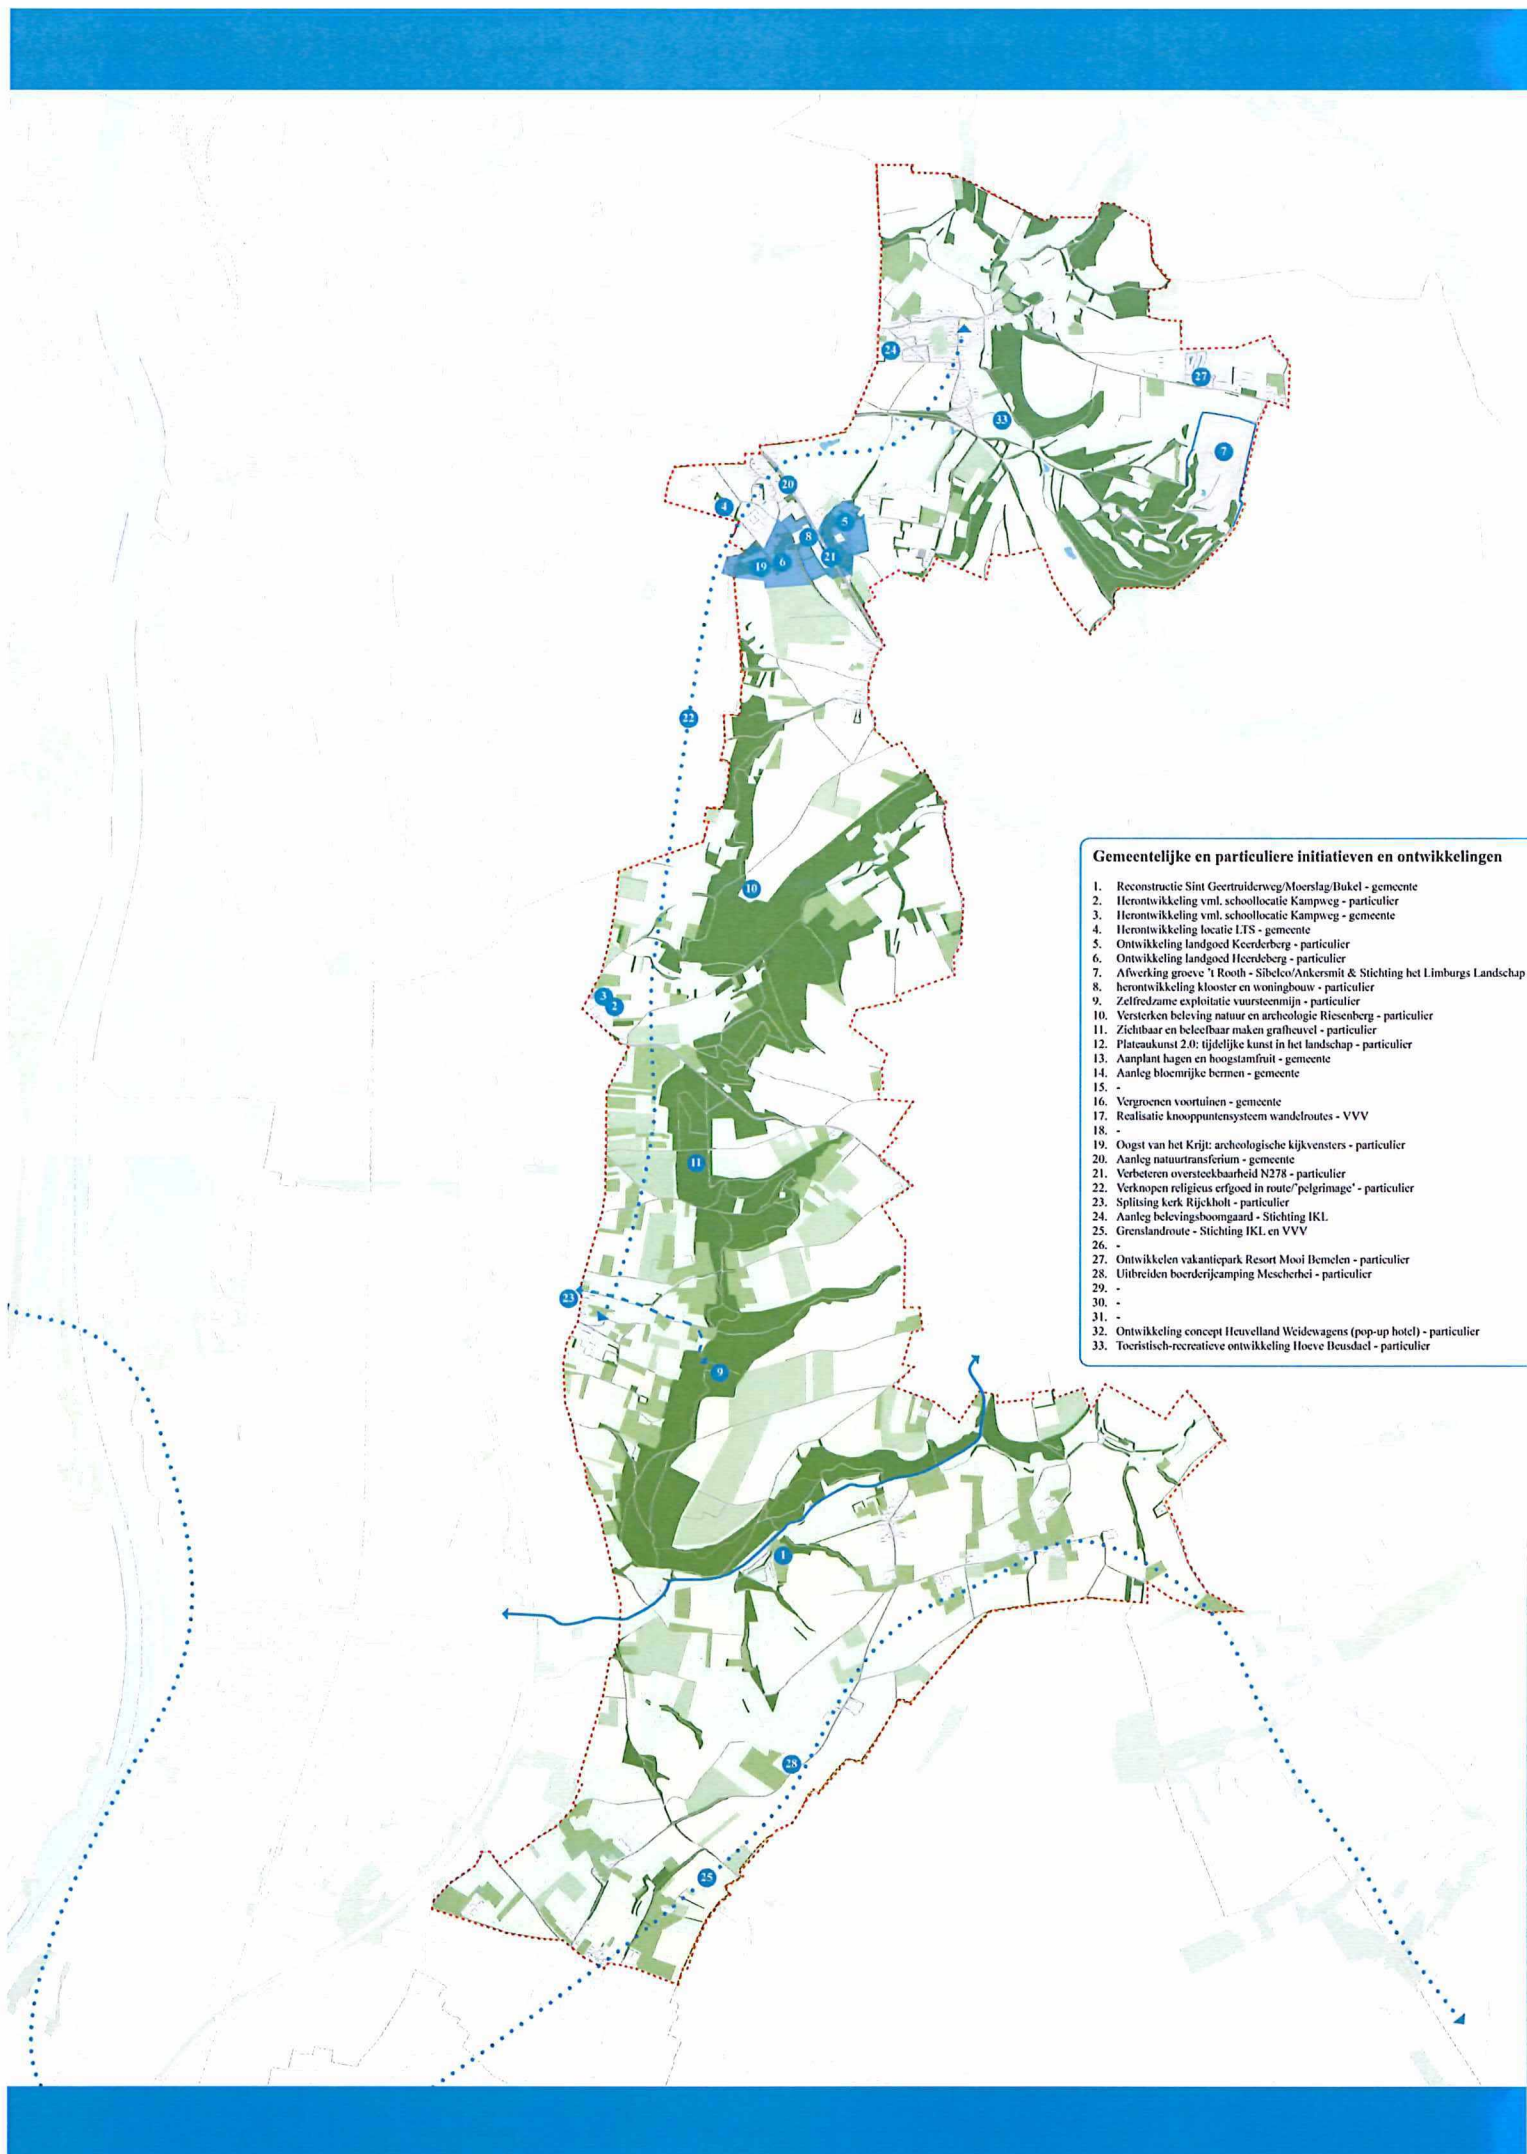 24
27
33
7
20
4
5
8
21
19
6
22
10
3
2
11
23
9
1
28
25
Gemeentelijke en particuliere initiatieven en ontwikkelingen
1. Reconstructie Sint Geertruiderweg/Moerslag/Bukel - gemeente
2. Herontwikkeling vml. schoollocatie Kampweg - particulier
3. Herontwikkeling vml. schoollocatie Kampweg - gemeente
4. Herontwikkeling locatie LTS - gemeente
5. Ontwikkeling landgoed Keerderberg - particulier
6. Ontwikkeling landgoed Heerdeberg - particulier
7. Afwerking groeve 't Rooth - Sibelco/Ankersmit & Stichting het Limburgs Landschap
8. herontwikkeling klooster en woningbouw - particulier
9. Zelfredzame exploitatie vuursteenmijn - particulier
10. Versterken beleving natuur en archeologie Riesenberg - particulier
11. Zichtbaar en beleefbaar maken grafheuvel - particulier
12. Plateaukunst 2.0: tijdelijke kunst in het landschap - particulier
13. Aanplant hagen en hoogstamfruit - gemeente
14. Aanleg bloemrijke bermen - gemeente
15. -
16. Vergroenen voortuinen - gemeente
17. Realisatie knooppuntensysteem wandelroutes - VVV
18. -
19. Oogst van het Krijt: archeologische kijkvensters - particulier
20. Aanleg natuurtransferium - gemeente
21. Verbeteren oversteekbaarheid N278 - particulier
22. Verknopen religieus erfgoed in route/'pelgrimage' - particulier
23. Splitsing kerk Rijckholt - particulier
24. Aanleg belevingsboomgaard - Stichting IKL
25. Grenslandroute - Stichting IKL en VVV
26. -
27. Ontwikkelen vakantiepark Resort Mooi Bemelen - particulier
28. Uitbreiden boerderijcamping Mescherhei - particulier
29. -
30. -
31. -
32. Ontwikkeling concept Heuvelland Weidewagens (pop-up hotel) - particulier
33. Toeristisch-recreatieve ontwikkeling Hoeve Beusdael - particulier